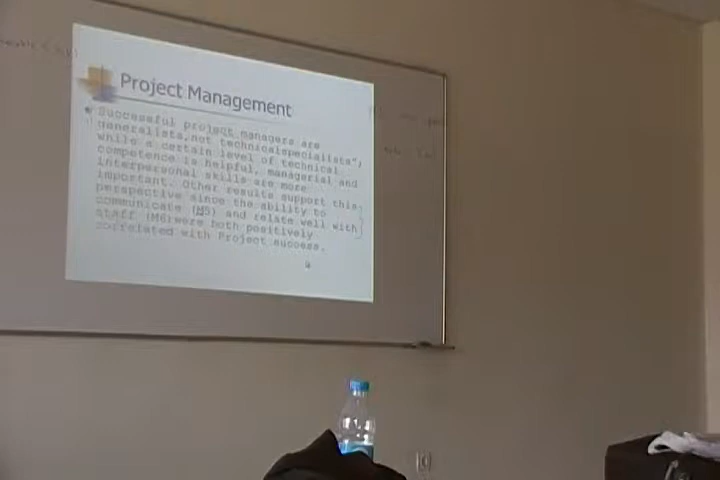 Project Management
Successful project managers are
generalists,not technicalspecialists",
while a certain level of technical
competence is helpful, managerial and
interpersonal skills are more
important. Other results support this
perspective since the ability to
communicate (M5) and relate well with
staff (M6)were both positively
correlated with Project success.